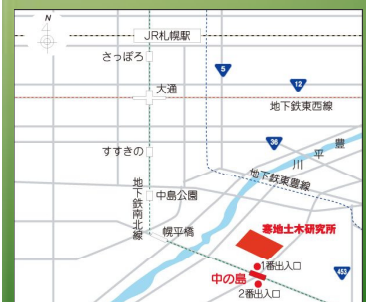 N
JR札幌駅
さっぽろ
5
大通
12
地下鉄東西線
すすきの
36
豊平川
地下鉄東豊線
地下鉄南北線
中島公園
幌平橋
寒地土木研究所
1番出入口
中の島
2番出入口
453